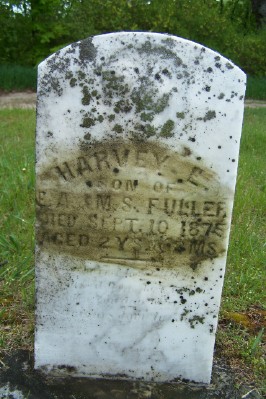 HARVEY E.
SON OF
E. A. & M. S. FULLER
DIED SEPT. 10, 1875
AGED 2 Y'S.